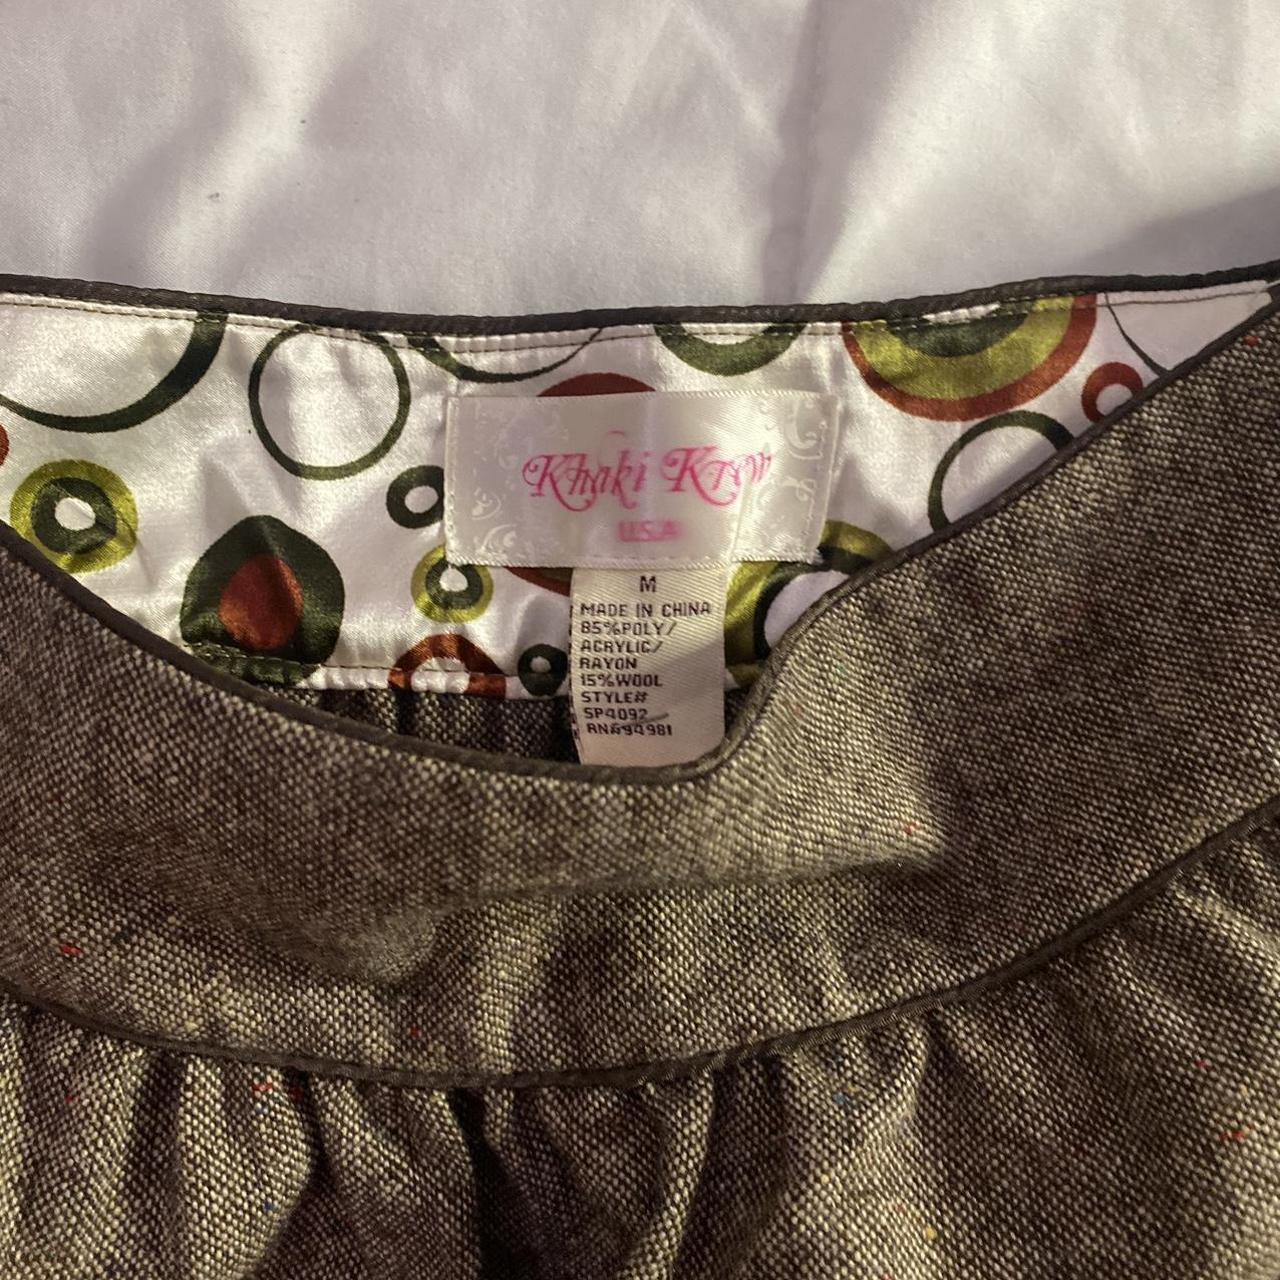 Khaki Krew
USA
M
MADE IN CHINA
85%POLY/
ACRYLIC/
RAYON
15%WOOL
STYLE#
SP4092
RN#94981